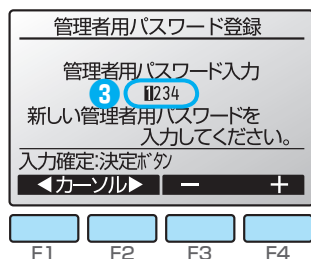 管理者用パスワード登録
管理者用パスワード入力
3 1234
新しい管理者用パスワードを
入力してください。
入力確定:決定ボタン
◀カーソル▶ － ＋
F1 F2 F3 F4